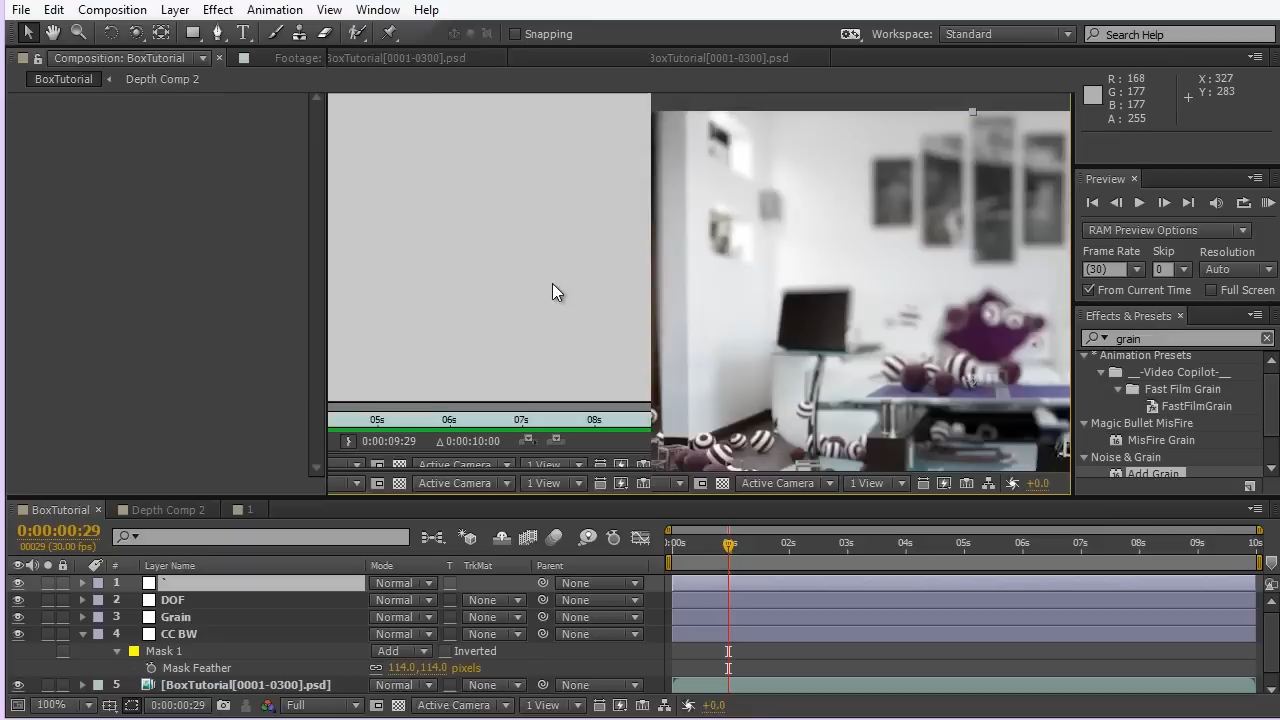 File Edit Composition Layer Effect Animation View Window Help
Snapping Workspace: Standard Search Help
Composition: BoxTutorial Footage: BoxTutorial[0001-0300].psd BoxTutorial[0001-0300].psd
BoxTutorial Depth Comp 2
R: 168 X: 327
G: 177 Y: 283
B: 177
A: 255
Preview
RAM Preview Options
Frame Rate Skip Resolution
(30) 0 Auto
From Current Time Full Screen
Effects & Presets
grain
* Animation Presets
__-Video Copilot-__
Fast Film Grain
FastFilmGrain
Magic Bullet MisFire
MisFire Grain
Noise & Grain
Add Grain
05s 06s 07s 08s
0:00:09:29 Δ 0:00:10:00
Active Camera 1 View
Active Camera 1 View Active Camera 1 View +0.0
BoxTutorial Depth Comp 2 1
0:00:00:29
00029 (30.00 fps)
):00s 02s 03s 04s 05s 06s 07s 08s 09s 10s
# Layer Name Mode T TrkMat Parent
1 ` Normal None
2 DOF Normal None None
3 Grain Normal None None
4 CC BW Normal None None
Mask 1 Add Inverted
Mask Feather 114.0,114.0 pixels
5 [BoxTutorial[0001-0300].psd] Normal None None
100% 0:00:00:29 Full Active Camera 1 View +0.0